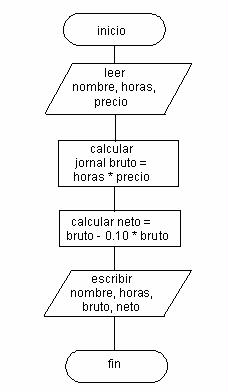 inicio
leer
nombre, horas,
precio
calcular
jornal bruto =
horas * precio
calcular neto =
bruto - 0.10 * bruto
escribir
nombre, horas,
bruto, neto
fin